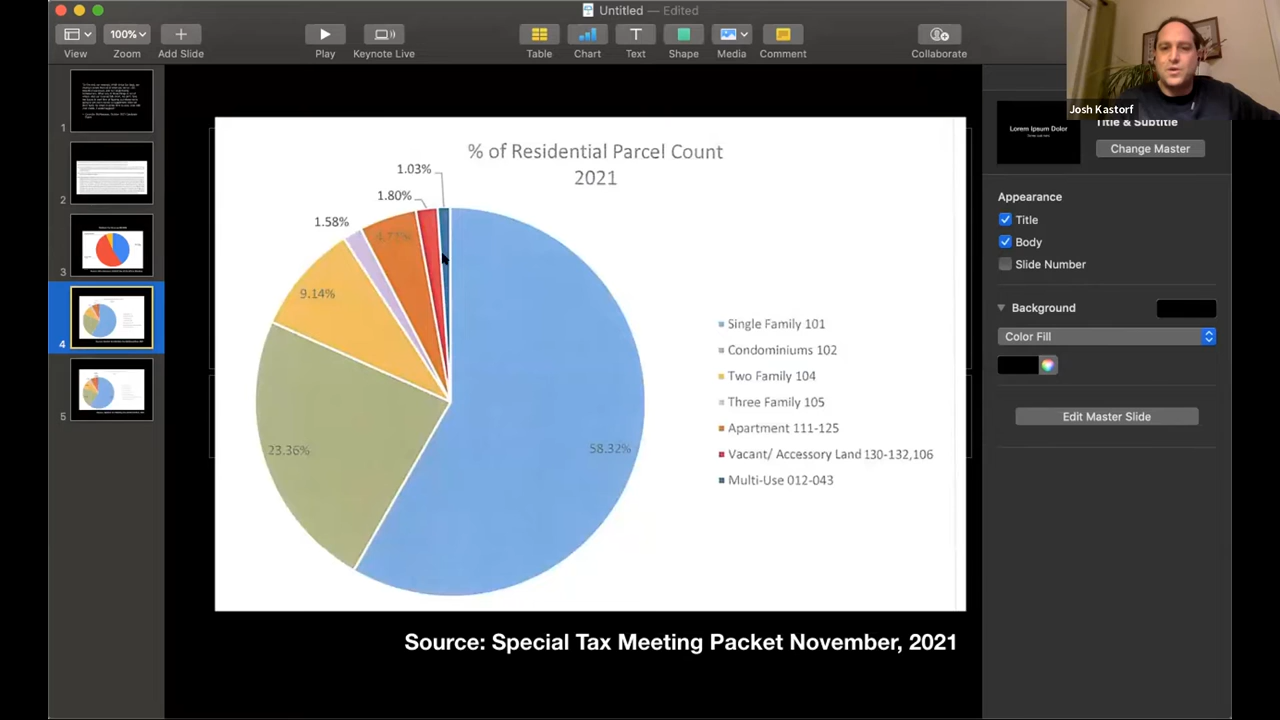 Untitled — Edited
View
100%
Zoom
Add Slide
Play
Keynote Live
Table
Chart
Text
Shape
Media
Comment
Collaborate
Josh Kastorf
1
2
3
4
5
% of Residential Parcel Count
2021
1.03%
1.80%
1.58%
4.77%
9.14%
23.36%
58.32%
Single Family 101
Condominiums 102
Two Family 104
Three Family 105
Apartment 111-125
Vacant/ Accessory Land 130-132,106
Multi-Use 012-043
Source: Special Tax Meeting Packet November, 2021
Lorem Ipsum Dolor
Title & Subtitle
Change Master
Appearance
Title
Body
Slide Number
Background
Color Fill
Edit Master Slide